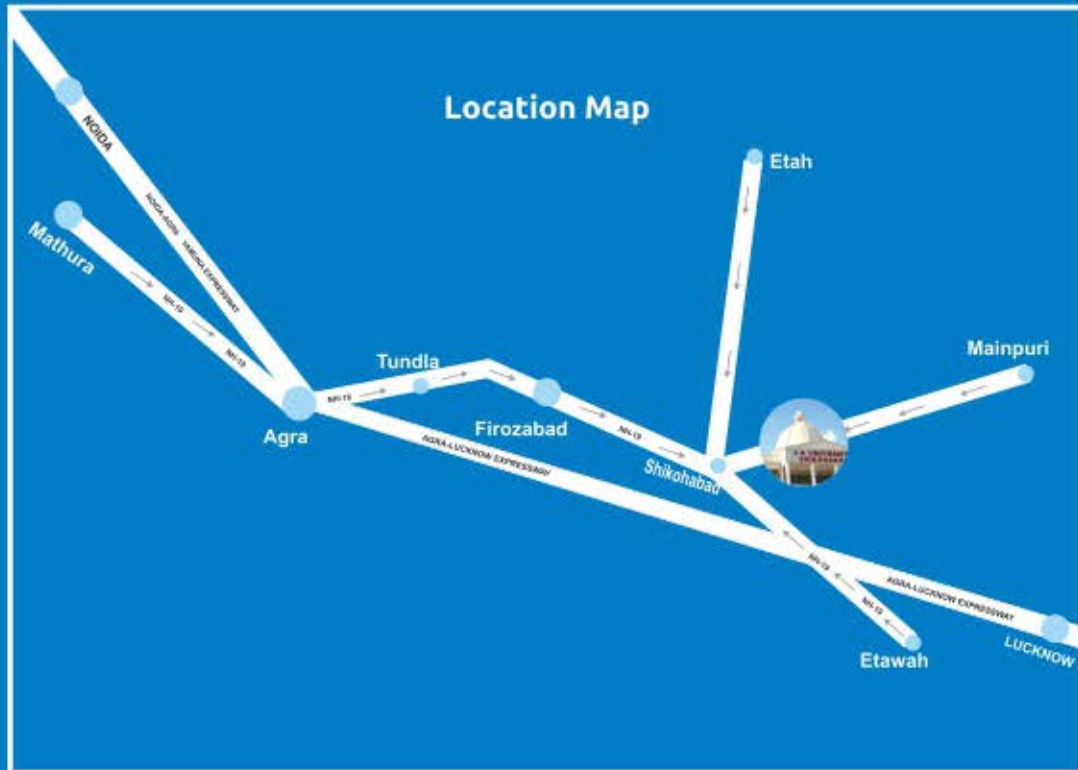 Location Map
NOIDA
Etah
NOIDA-AGRA YAMUNA EXPRESSWAY
Mathura
NH-19
NH-19
Mainpuri
Tundla
NH-19
Agra
Firozabad
NH-19
AGRA-LUCKNOW
Shikohabad
NH-19
AGRA-LUCKNOW EXPRESSWAY
NH-19
Etawah
LUCKNOW